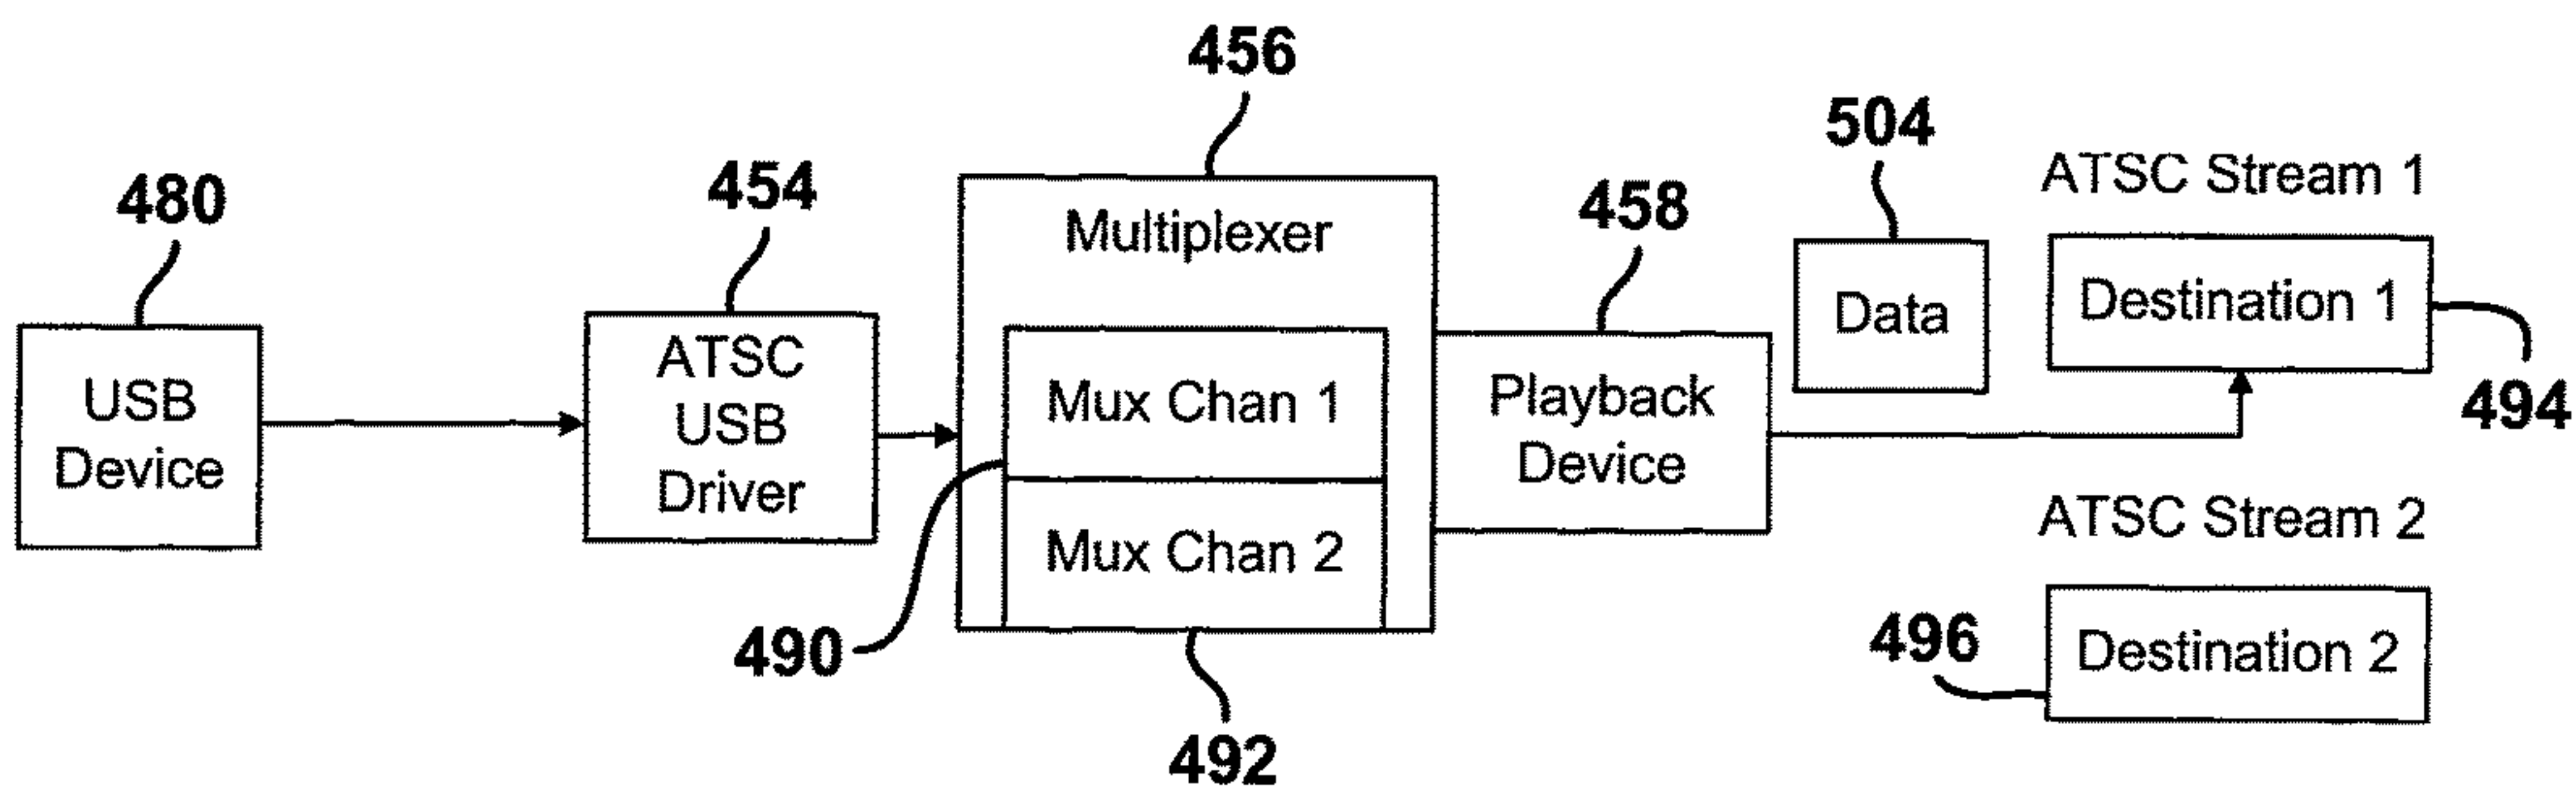 456
504
ATSC Stream 1
454
480
458
Multiplexer
Data
Destination 1
USB
Device
ATSC
USB
Driver
Mux Chan 1
Playback
Device
494
Mux Chan 2
ATSC Stream 2
490
496
Destination 2
492